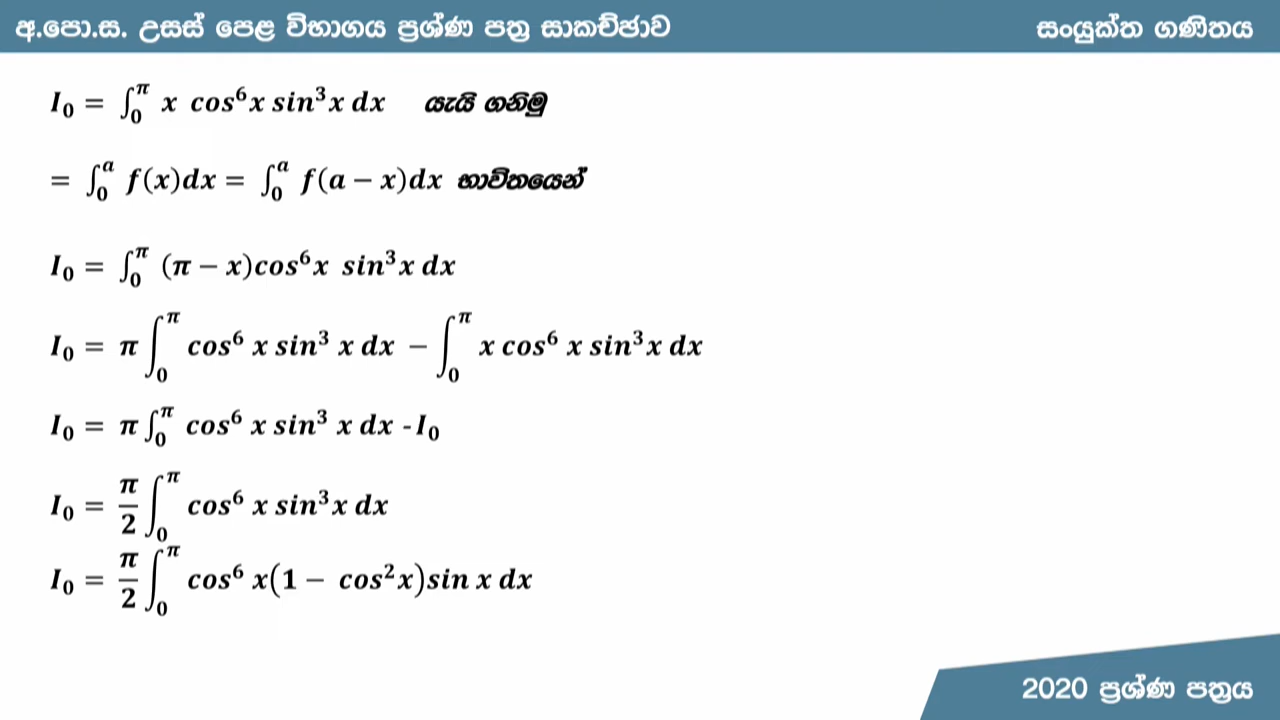 අ.පො.ස. උසස් පෙළ විභාගය ප්‍රශ්ණ පත්‍ර සාකච්ඡාව
සංයුක්ත ගණිතය
I₀ = ∫₀^π x cos⁶x sin³x dx යැයි ගනිමු
= ∫₀^a f(x)dx = ∫₀^a f(a − x)dx භාවිතයෙන්
I₀ = ∫₀^π (π − x)cos⁶x sin³x dx
I₀ = π ∫₀^π cos⁶ x sin³ x dx − ∫₀^π x cos⁶ x sin³x dx
I₀ = π ∫₀^π cos⁶ x sin³ x dx -I₀
I₀ = π/2 ∫₀^π cos⁶ x sin³x dx
I₀ = π/2 ∫₀^π cos⁶ x(1 − cos²x)sin x dx
2020 ප්‍රශ්ණ පත්‍රය